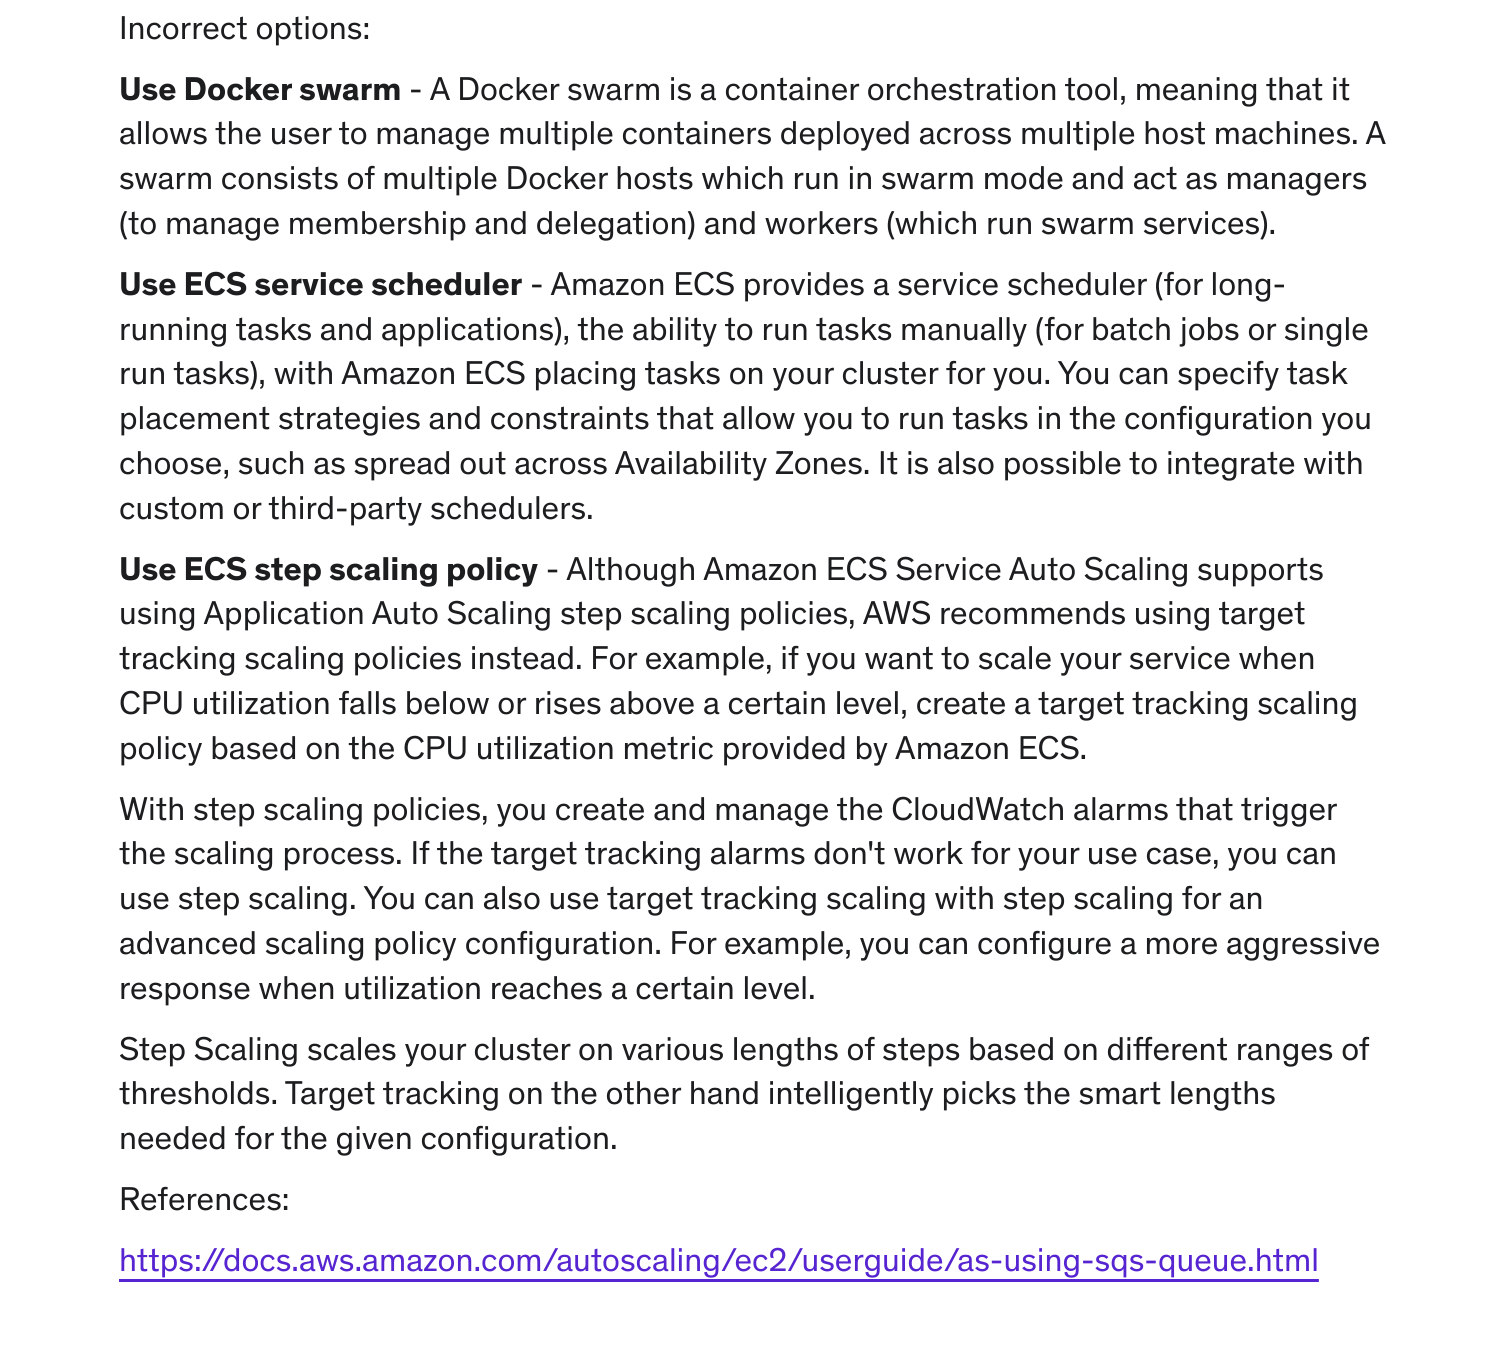 Incorrect options:
Use Docker swarm - A Docker swarm is a container orchestration tool, meaning that it
allows the user to manage multiple containers deployed across multiple host machines. A
swarm consists of multiple Docker hosts which run in swarm mode and act as managers
(to manage membership and delegation) and workers (which run swarm services).
Use ECS service scheduler - Amazon ECS provides a service scheduler (for long-
running tasks and applications), the ability to run tasks manually (for batch jobs or single
run tasks), with Amazon ECS placing tasks on your cluster for you. You can specify task
placement strategies and constraints that allow you to run tasks in the configuration you
choose, such as spread out across Availability Zones. It is also possible to integrate with
custom or third-party schedulers.
Use ECS step scaling policy - Although Amazon ECS Service Auto Scaling supports
using Application Auto Scaling step scaling policies, AWS recommends using target
tracking scaling policies instead. For example, if you want to scale your service when
CPU utilization falls below or rises above a certain level, create a target tracking scaling
policy based on the CPU utilization metric provided by Amazon ECS.
With step scaling policies, you create and manage the CloudWatch alarms that trigger
the scaling process. If the target tracking alarms don't work for your use case, you can
use step scaling. You can also use target tracking scaling with step scaling for an
advanced scaling policy configuration. For example, you can configure a more aggressive
response when utilization reaches a certain level.
Step Scaling scales your cluster on various lengths of steps based on different ranges of
thresholds. Target tracking on the other hand intelligently picks the smart lengths
needed for the given configuration.
References:
https://docs.aws.amazon.com/autoscaling/ec2/userguide/as-using-sqs-queue.html